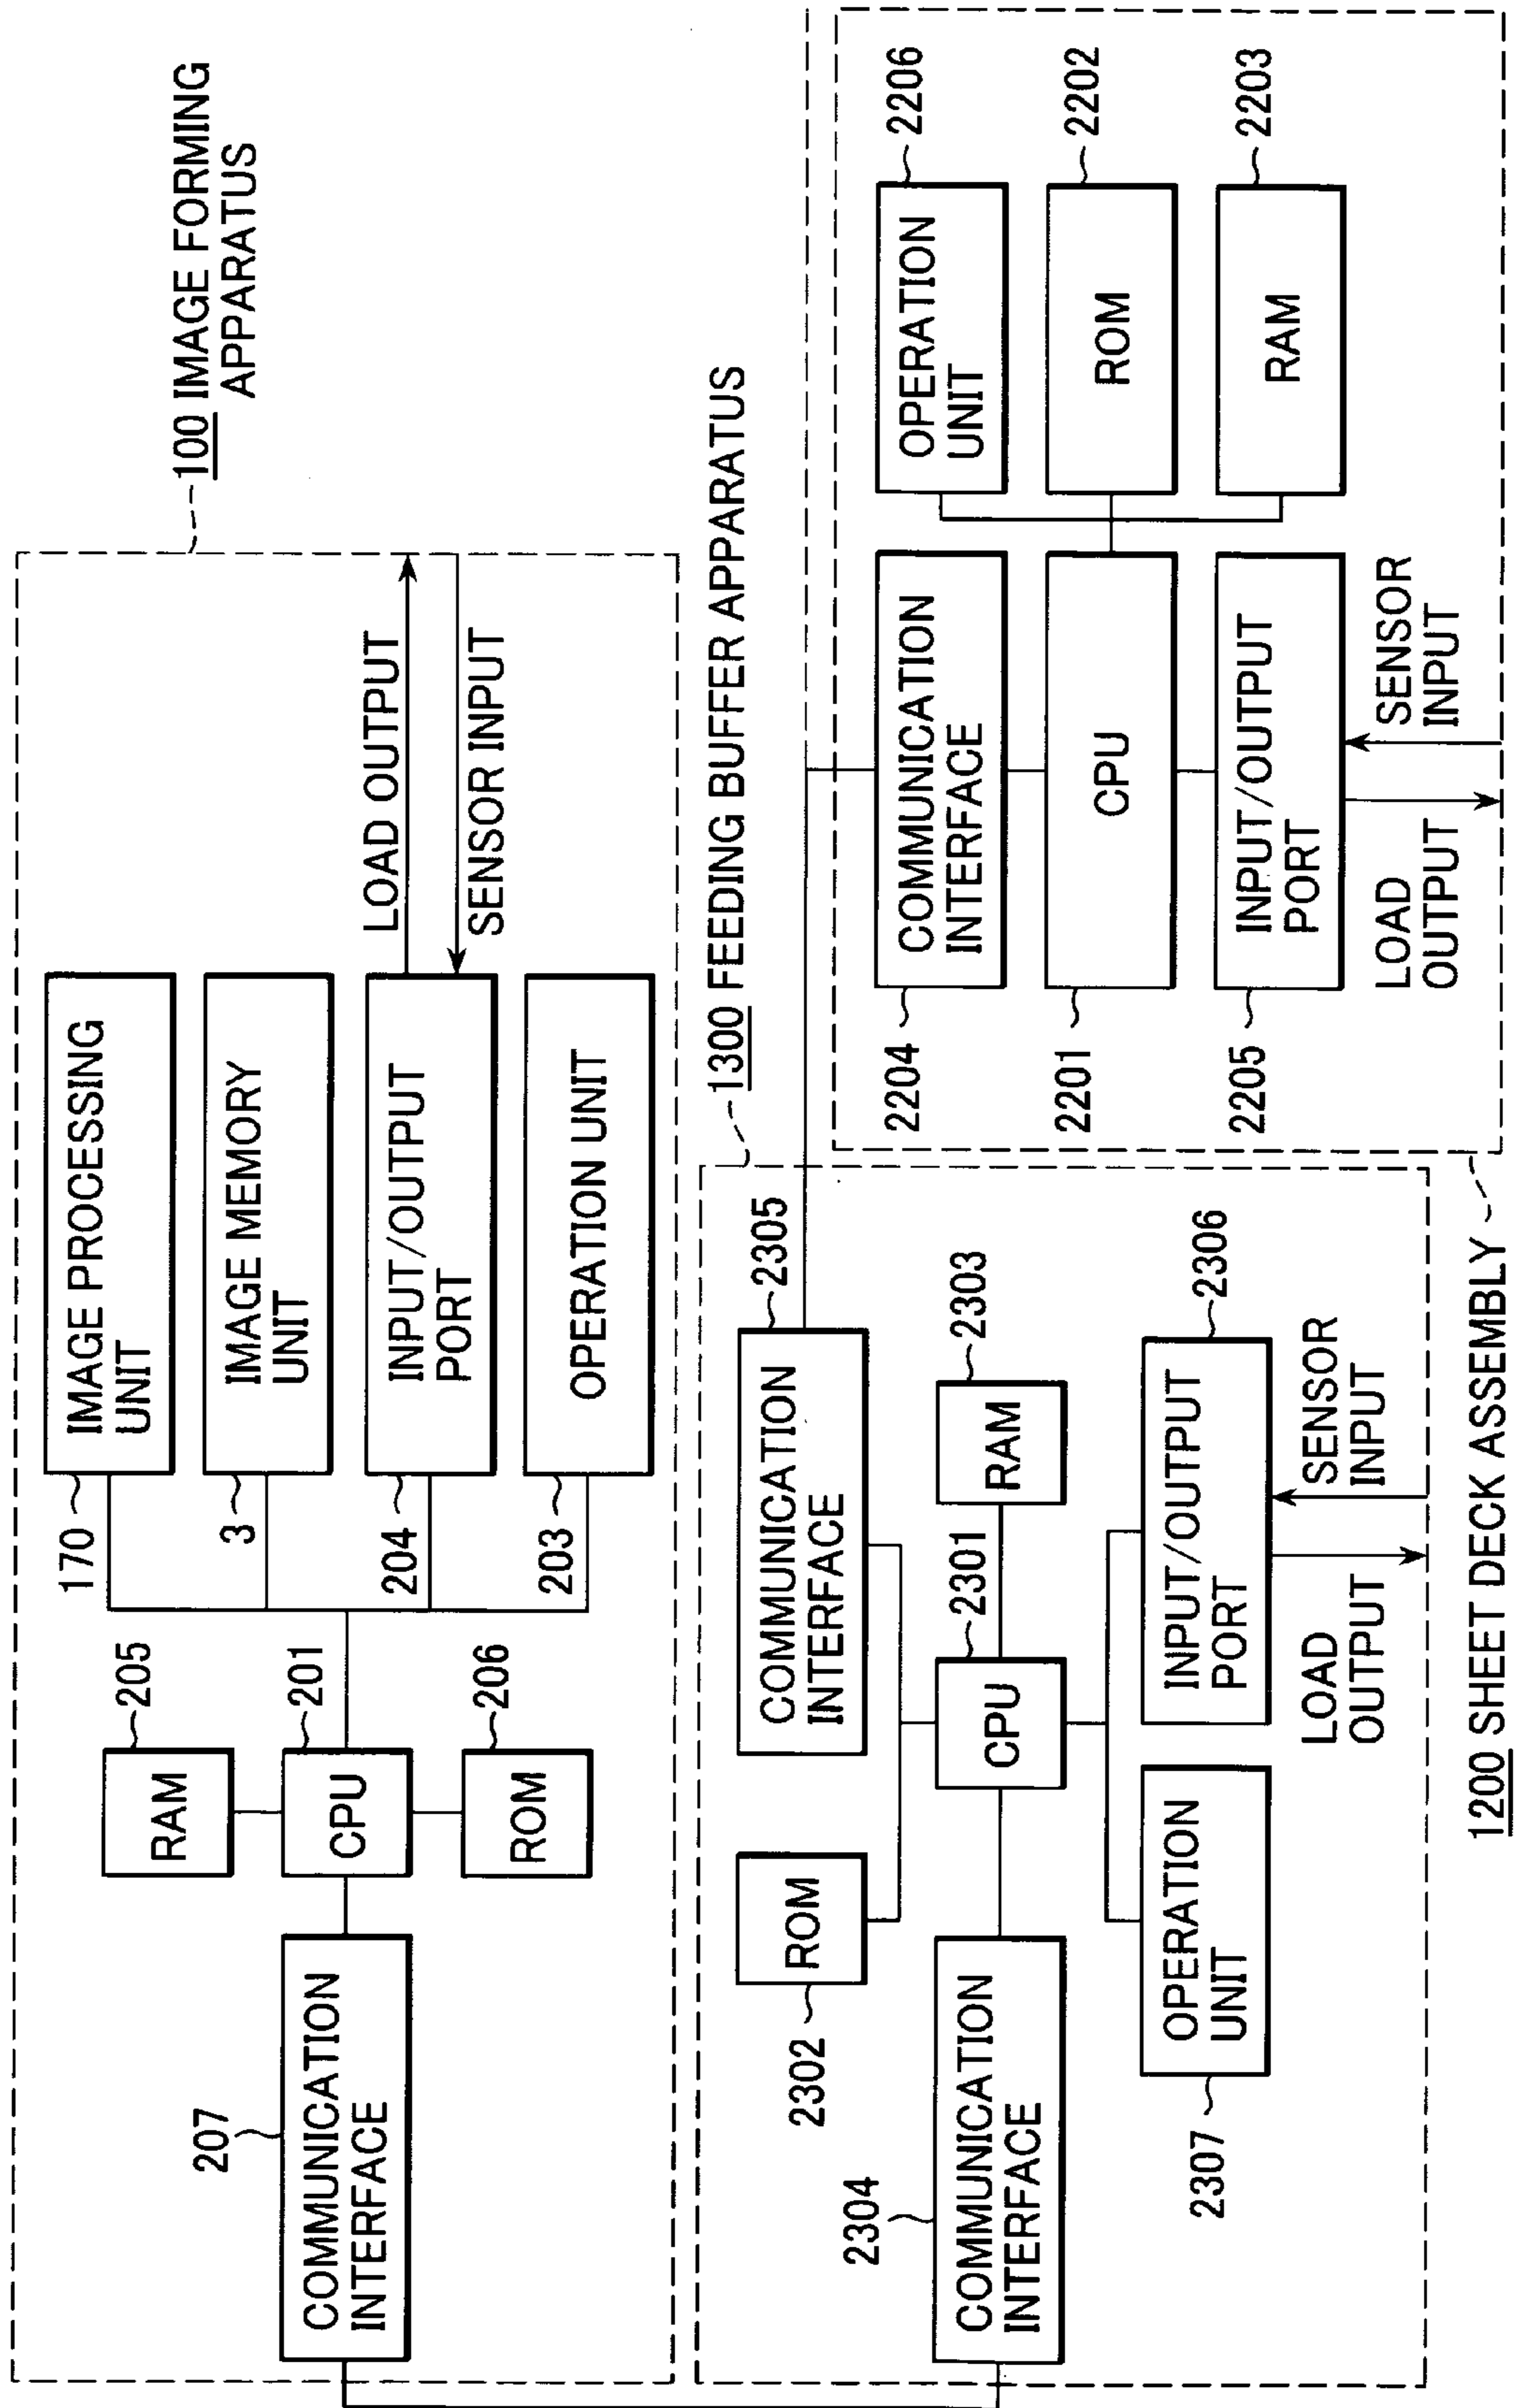 100 IMAGE FORMING
APPARATUS
IMAGE PROCESSING
UNIT
170
IMAGE MEMORY
UNIT
3
INPUT/OUTPUT
PORT
204
OPERATION UNIT
203
LOAD OUTPUT
SENSOR INPUT
RAM
205
CPU
201
ROM
206
COMMUNICATION
INTERFACE
207
1300 FEEDING BUFFER APPARATUS
COMMUNICATION
INTERFACE
2305
ROM
2302
RAM
2303
CPU
2301
COMMUNICATION
INTERFACE
2304
INPUT/OUTPUT
PORT
2306
OPERATION
UNIT
2307
LOAD
OUTPUT
SENSOR
INPUT
1200 SHEET DECK ASSEMBLY
COMMUNICATION
INTERFACE
2204
CPU
2201
INPUT/OUTPUT
PORT
2205
OPERATION
UNIT
2206
ROM
2202
RAM
2203
LOAD
OUTPUT
SENSOR
INPUT